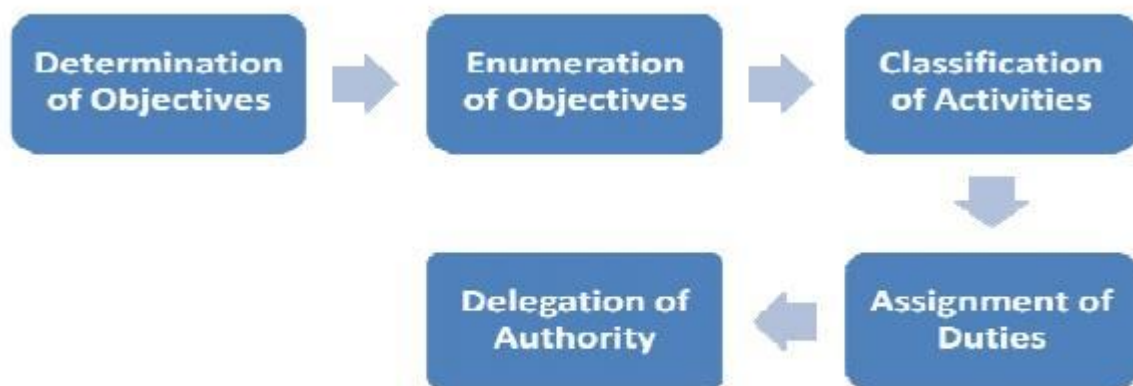 Determination
of Objectives
Enumeration
of Objectives
Classification
of Activities
Assignment of
Duties
Delegation of
Authority